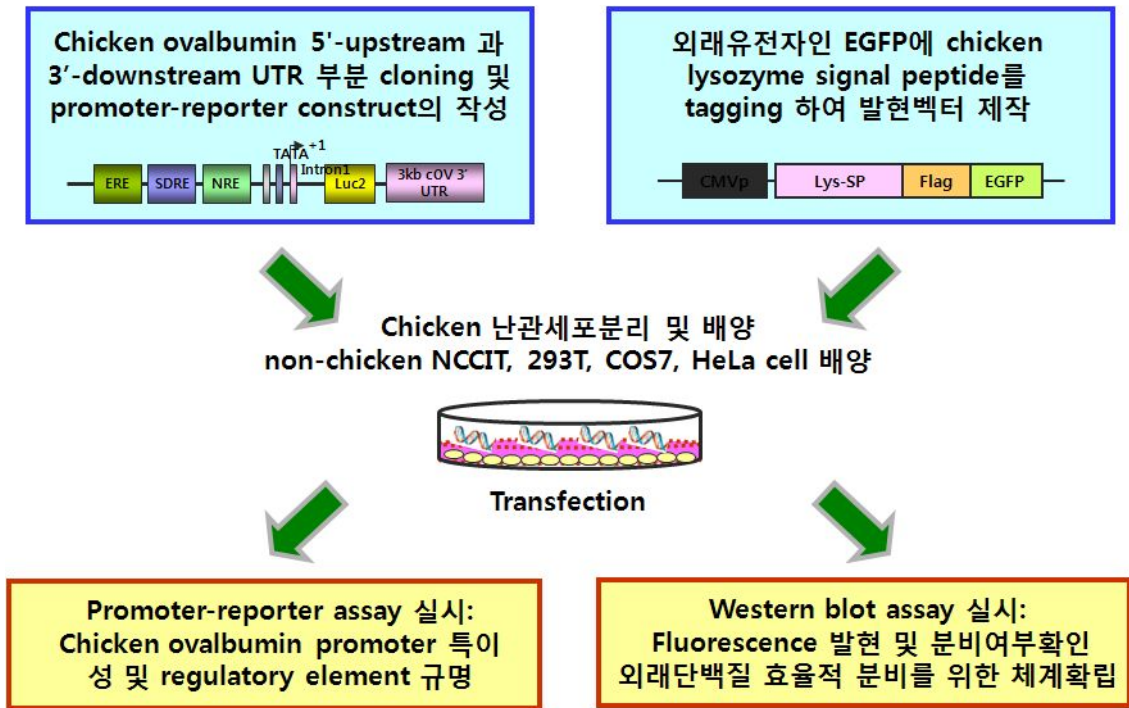 Chicken ovalbumin 5'-upstream 과
3’-downstream UTR 부분 cloning 및
promoter-reporter construct의 작성
TATA +1
Intron1
ERE SDRE NRE Luc2 3kb cOV 3’
UTR
외래유전자인 EGFP에 chicken
lysozyme signal peptide를
tagging 하여 발현벡터 제작
CMVp Lys-SP Flag EGFP
Chicken 난관세포분리 및 배양
non-chicken NCCIT, 293T, COS7, HeLa cell 배양
Transfection
Promoter-reporter assay 실시:
Chicken ovalbumin promoter 특이
성 및 regulatory element 규명
Western blot assay 실시:
Fluorescence 발현 및 분비여부확인
외래단백질 효율적 분비를 위한 체계확립